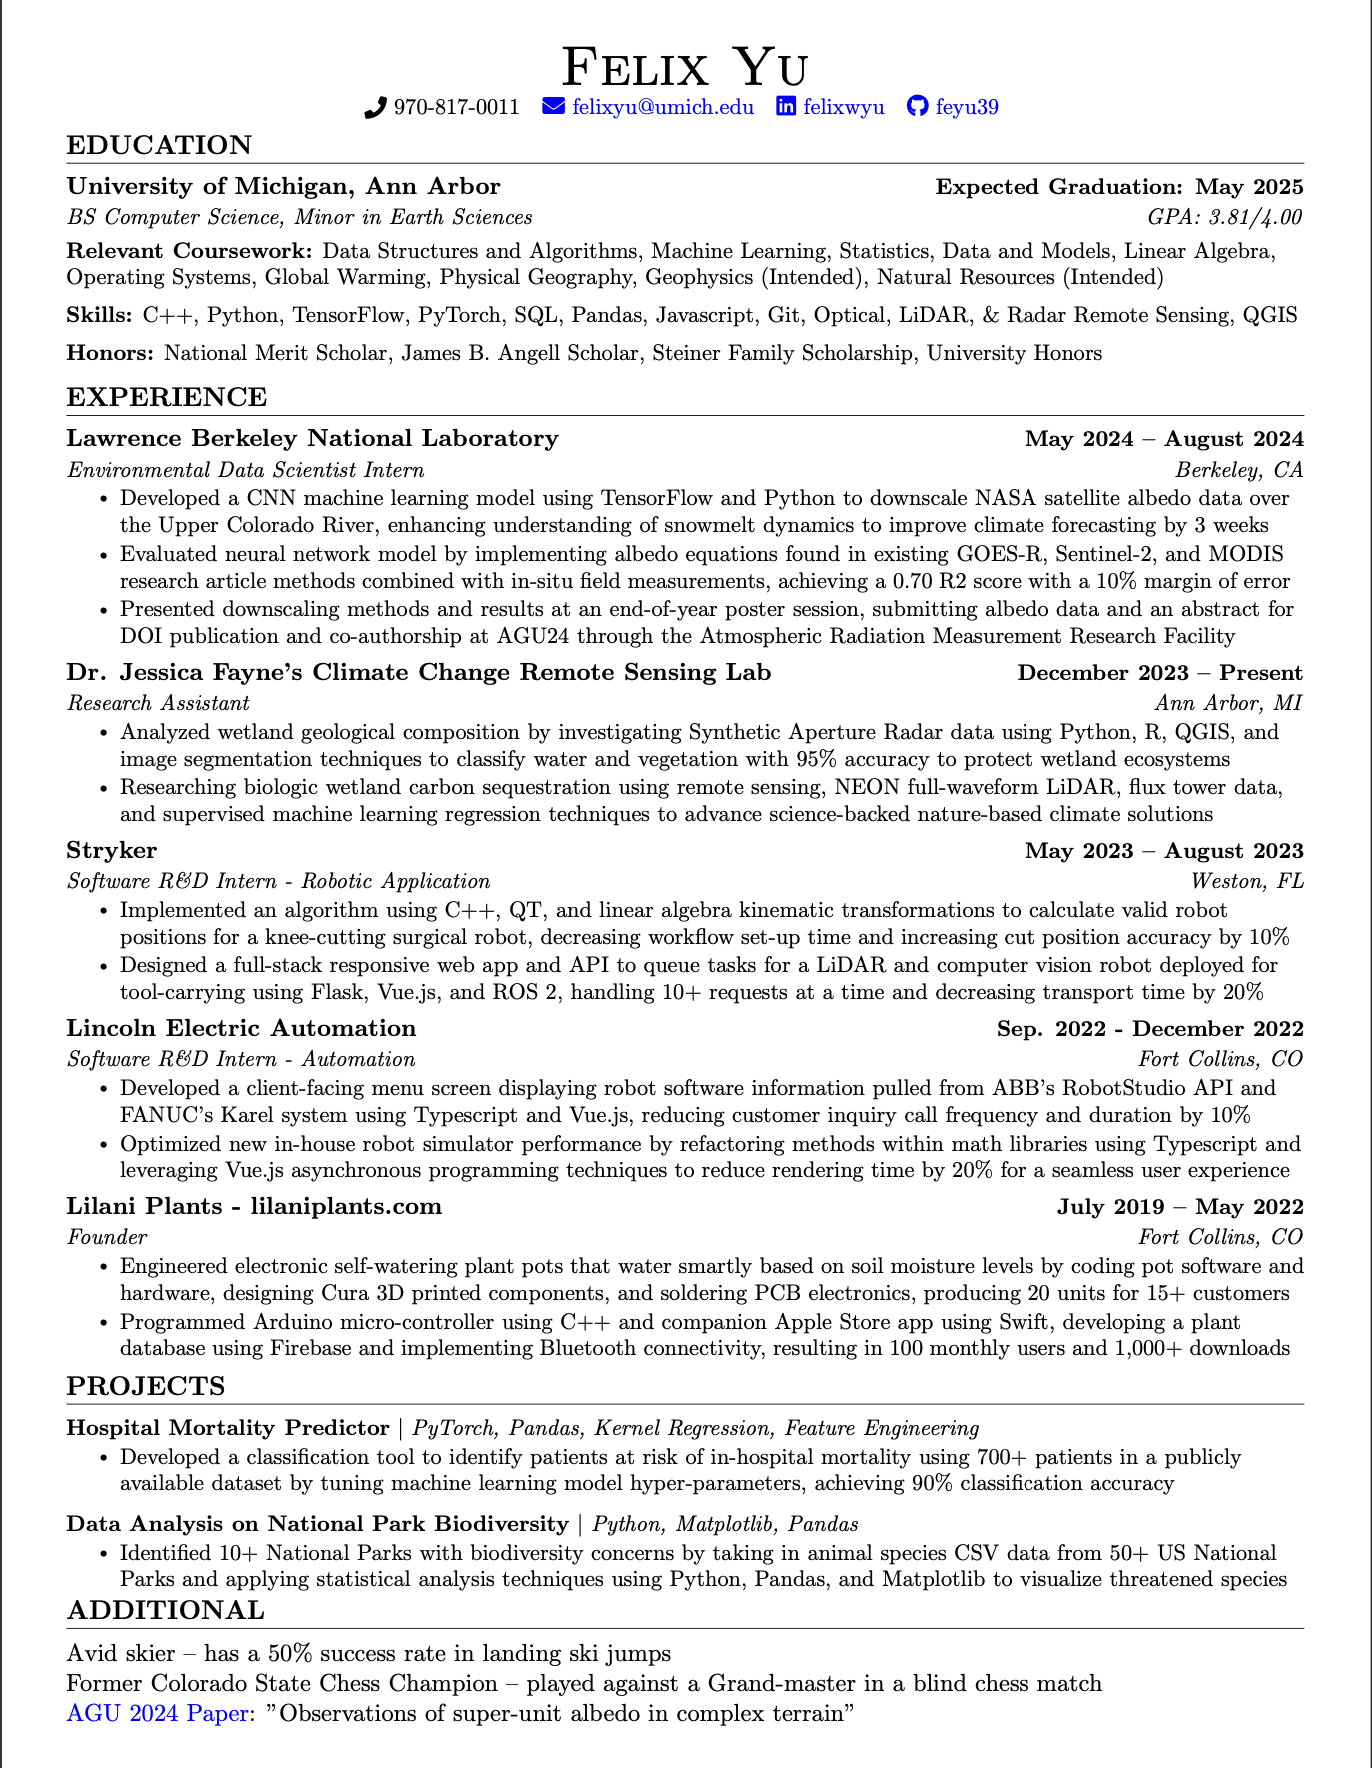 Felix Yu
970-817-0011 felixyu@umich.edu felixwyu feyu39
EDUCATION
University of Michigan, Ann Arbor Expected Graduation: May 2025
BS Computer Science, Minor in Earth Sciences GPA: 3.81/4.00
Relevant Coursework: Data Structures and Algorithms, Machine Learning, Statistics, Data and Models, Linear Algebra,
Operating Systems, Global Warming, Physical Geography, Geophysics (Intended), Natural Resources (Intended)
Skills: C++, Python, TensorFlow, PyTorch, SQL, Pandas, Javascript, Git, Optical, LiDAR, & Radar Remote Sensing, QGIS
Honors: National Merit Scholar, James B. Angell Scholar, Steiner Family Scholarship, University Honors
EXPERIENCE
Lawrence Berkeley National Laboratory May 2024 – August 2024
Environmental Data Scientist Intern Berkeley, CA
• Developed a CNN machine learning model using TensorFlow and Python to downscale NASA satellite albedo data over
the Upper Colorado River, enhancing understanding of snowmelt dynamics to improve climate forecasting by 3 weeks
• Evaluated neural network model by implementing albedo equations found in existing GOES-R, Sentinel-2, and MODIS
research article methods combined with in-situ field measurements, achieving a 0.70 R2 score with a 10% margin of error
• Presented downscaling methods and results at an end-of-year poster session, submitting albedo data and an abstract for
DOI publication and co-authorship at AGU24 through the Atmospheric Radiation Measurement Research Facility
Dr. Jessica Fayne's Climate Change Remote Sensing Lab December 2023 – Present
Research Assistant Ann Arbor, MI
• Analyzed wetland geological composition by investigating Synthetic Aperture Radar data using Python, R, QGIS, and
image segmentation techniques to classify water and vegetation with 95% accuracy to protect wetland ecosystems
• Researching biologic wetland carbon sequestration using remote sensing, NEON full-waveform LiDAR, flux tower data,
and supervised machine learning regression techniques to advance science-backed nature-based climate solutions
Stryker May 2023 – August 2023
Software R&D Intern - Robotic Application Weston, FL
• Implemented an algorithm using C++, QT, and linear algebra kinematic transformations to calculate valid robot
positions for a knee-cutting surgical robot, decreasing workflow set-up time and increasing cut position accuracy by 10%
• Designed a full-stack responsive web app and API to queue tasks for a LiDAR and computer vision robot deployed for
tool-carrying using Flask, Vue.js, and ROS 2, handling 10+ requests at a time and decreasing transport time by 20%
Lincoln Electric Automation Sep. 2022 - December 2022
Software R&D Intern - Automation Fort Collins, CO
• Developed a client-facing menu screen displaying robot software information pulled from ABB's RobotStudio API and
FANUC's Karel system using Typescript and Vue.js, reducing customer inquiry call frequency and duration by 10%
• Optimized new in-house robot simulator performance by refactoring methods within math libraries using Typescript and
leveraging Vue.js asynchronous programming techniques to reduce rendering time by 20% for a seamless user experience
Lilani Plants - lilaniplants.com July 2019 – May 2022
Founder Fort Collins, CO
• Engineered electronic self-watering plant pots that water smartly based on soil moisture levels by coding pot software and
hardware, designing Cura 3D printed components, and soldering PCB electronics, producing 20 units for 15+ customers
• Programmed Arduino micro-controller using C++ and companion Apple Store app using Swift, developing a plant
database using Firebase and implementing Bluetooth connectivity, resulting in 100 monthly users and 1,000+ downloads
PROJECTS
Hospital Mortality Predictor | PyTorch, Pandas, Kernel Regression, Feature Engineering
• Developed a classification tool to identify patients at risk of in-hospital mortality using 700+ patients in a publicly
available dataset by tuning machine learning model hyper-parameters, achieving 90% classification accuracy
Data Analysis on National Park Biodiversity | Python, Matplotlib, Pandas
• Identified 10+ National Parks with biodiversity concerns by taking in animal species CSV data from 50+ US National
Parks and applying statistical analysis techniques using Python, Pandas, and Matplotlib to visualize threatened species
ADDITIONAL
Avid skier – has a 50% success rate in landing ski jumps
Former Colorado State Chess Champion – played against a Grand-master in a blind chess match
AGU 2024 Paper: ”Observations of super-unit albedo in complex terrain”